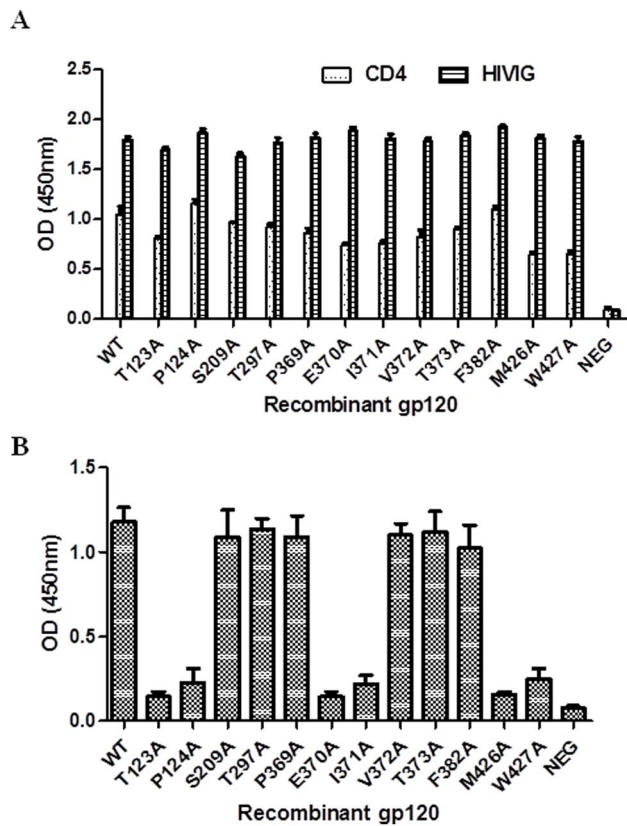 A
CD4 HIVIG
2.5
2.0
1.5
1.0
0.5
0.0
OD (450nm)
WT T123A P124A S209A T297A P369A E370A I371A V372A T373A F382A M426A W427A NEG
Recombinant gp120
B
1.5
1.0
0.5
0.0
OD (450nm)
WT T123A P124A S209A T297A P369A E370A I371A V372A T373A F382A M426A W427A NEG
Recombinant gp120